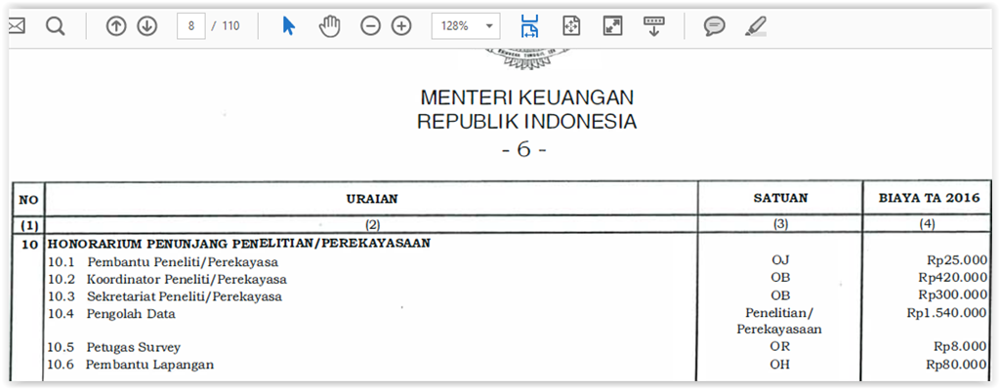 8 / 110 128%
MENTERI KEUANGAN
REPUBLIK INDONESIA
- 6 -
NO URAIAN SATUAN BIAYA TA 2016
(1) (2) (3) (4)
10 HONORARIUM PENUNJANG PENELITIAN/PEREKAYASAAN
10.1 Pembantu Peneliti/Perekayasa OJ Rp25.000
10.2 Koordinator Peneliti/Perekayasa OB Rp420.000
10.3 Sekretariat Peneliti/Perekayasa OB Rp300.000
10.4 Pengolah Data Penelitian/ Rp1.540.000
Perekayasaan
10.5 Petugas Survey OR Rp8.000
10.6 Pembantu Lapangan OH Rp80.000